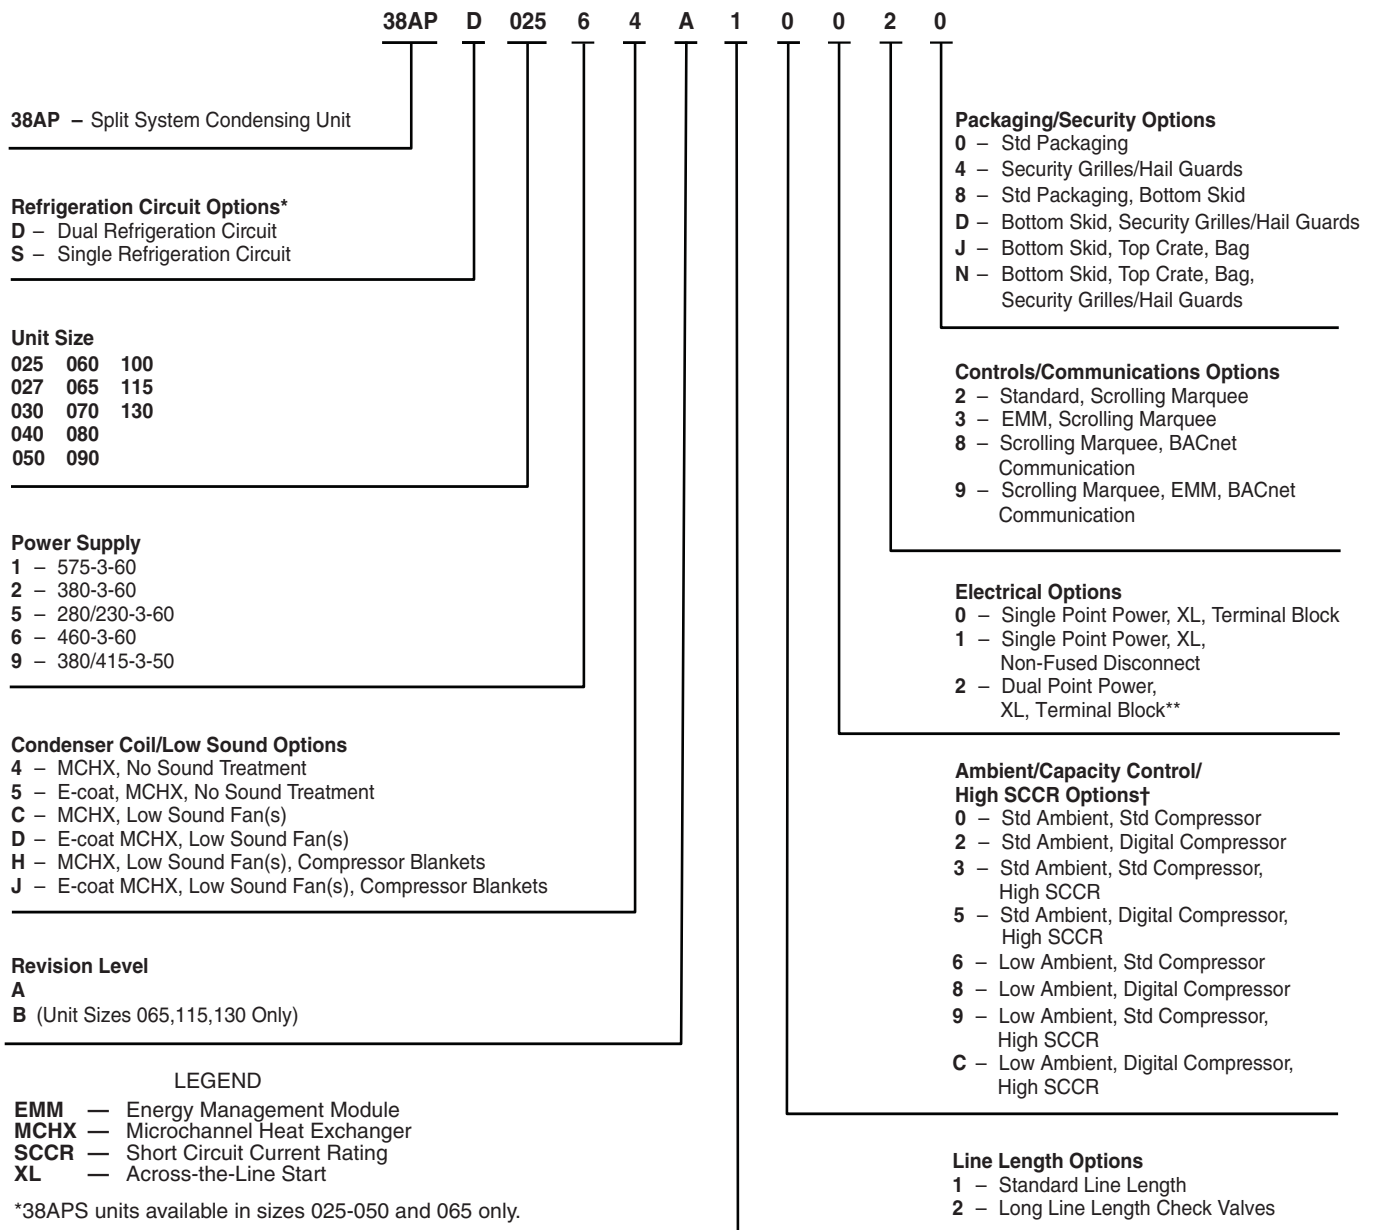 38AP D 025 6 4 A 1 0 0 2 0
38AP – Split System Condensing Unit
Refrigeration Circuit Options*
D – Dual Refrigeration Circuit
S – Single Refrigeration Circuit
Unit Size
025 060 100
027 065 115
030 070 130
040 080
050 090
Power Supply
1 – 575-3-60
2 – 380-3-60
5 – 280/230-3-60
6 – 460-3-60
9 – 380/415-3-50
Condenser Coil/Low Sound Options
4 – MCHX, No Sound Treatment
5 – E-coat, MCHX, No Sound Treatment
C – MCHX, Low Sound Fan(s)
D – E-coat MCHX, Low Sound Fan(s)
H – MCHX, Low Sound Fan(s), Compressor Blankets
J – E-coat MCHX, Low Sound Fan(s), Compressor Blankets
Revision Level
A
B (Unit Sizes 065,115,130 Only)
LEGEND
EMM — Energy Management Module
MCHX — Microchannel Heat Exchanger
SCCR — Short Circuit Current Rating
XL — Across-the-Line Start
*38APS units available in sizes 025-050 and 065 only.
Packaging/Security Options
0 – Std Packaging
4 – Security Grilles/Hail Guards
8 – Std Packaging, Bottom Skid
D – Bottom Skid, Security Grilles/Hail Guards
J – Bottom Skid, Top Crate, Bag
N – Bottom Skid, Top Crate, Bag,
Security Grilles/Hail Guards
Controls/Communications Options
2 – Standard, Scrolling Marquee
3 – EMM, Scrolling Marquee
8 – Scrolling Marquee, BACnet
Communication
9 – Scrolling Marquee, EMM, BACnet
Communication
Electrical Options
0 – Single Point Power, XL, Terminal Block
1 – Single Point Power, XL,
Non-Fused Disconnect
2 – Dual Point Power,
XL, Terminal Block**
Ambient/Capacity Control/
High SCCR Options†
0 – Std Ambient, Std Compressor
2 – Std Ambient, Digital Compressor
3 – Std Ambient, Std Compressor,
High SCCR
5 – Std Ambient, Digital Compressor,
High SCCR
6 – Low Ambient, Std Compressor
8 – Low Ambient, Digital Compressor
9 – Low Ambient, Std Compressor,
High SCCR
C – Low Ambient, Digital Compressor,
High SCCR
Line Length Options
1 – Standard Line Length
2 – Long Line Length Check Valves